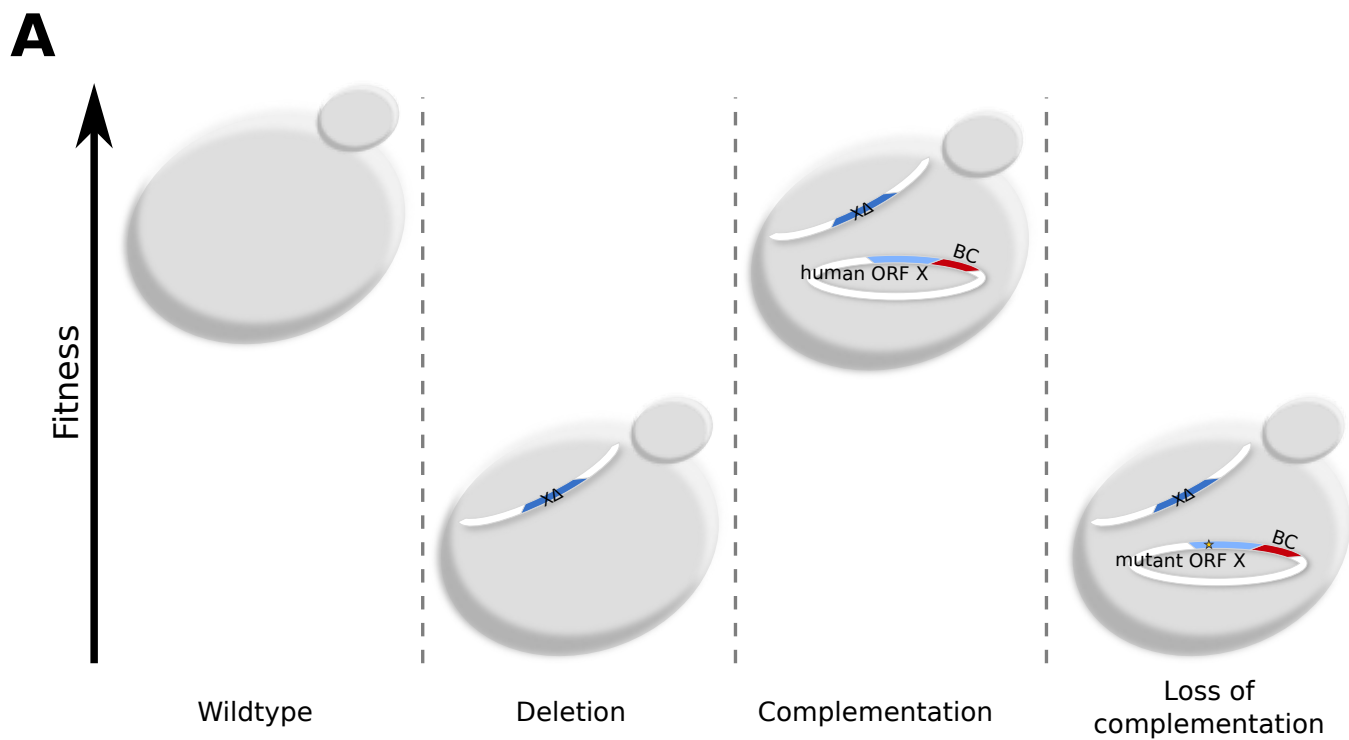 A
Fitness
XΔ
BC
human ORF X
XΔ
XΔ
BC
mutant ORF X
Wildtype
Deletion
Complementation
Loss of
complementation